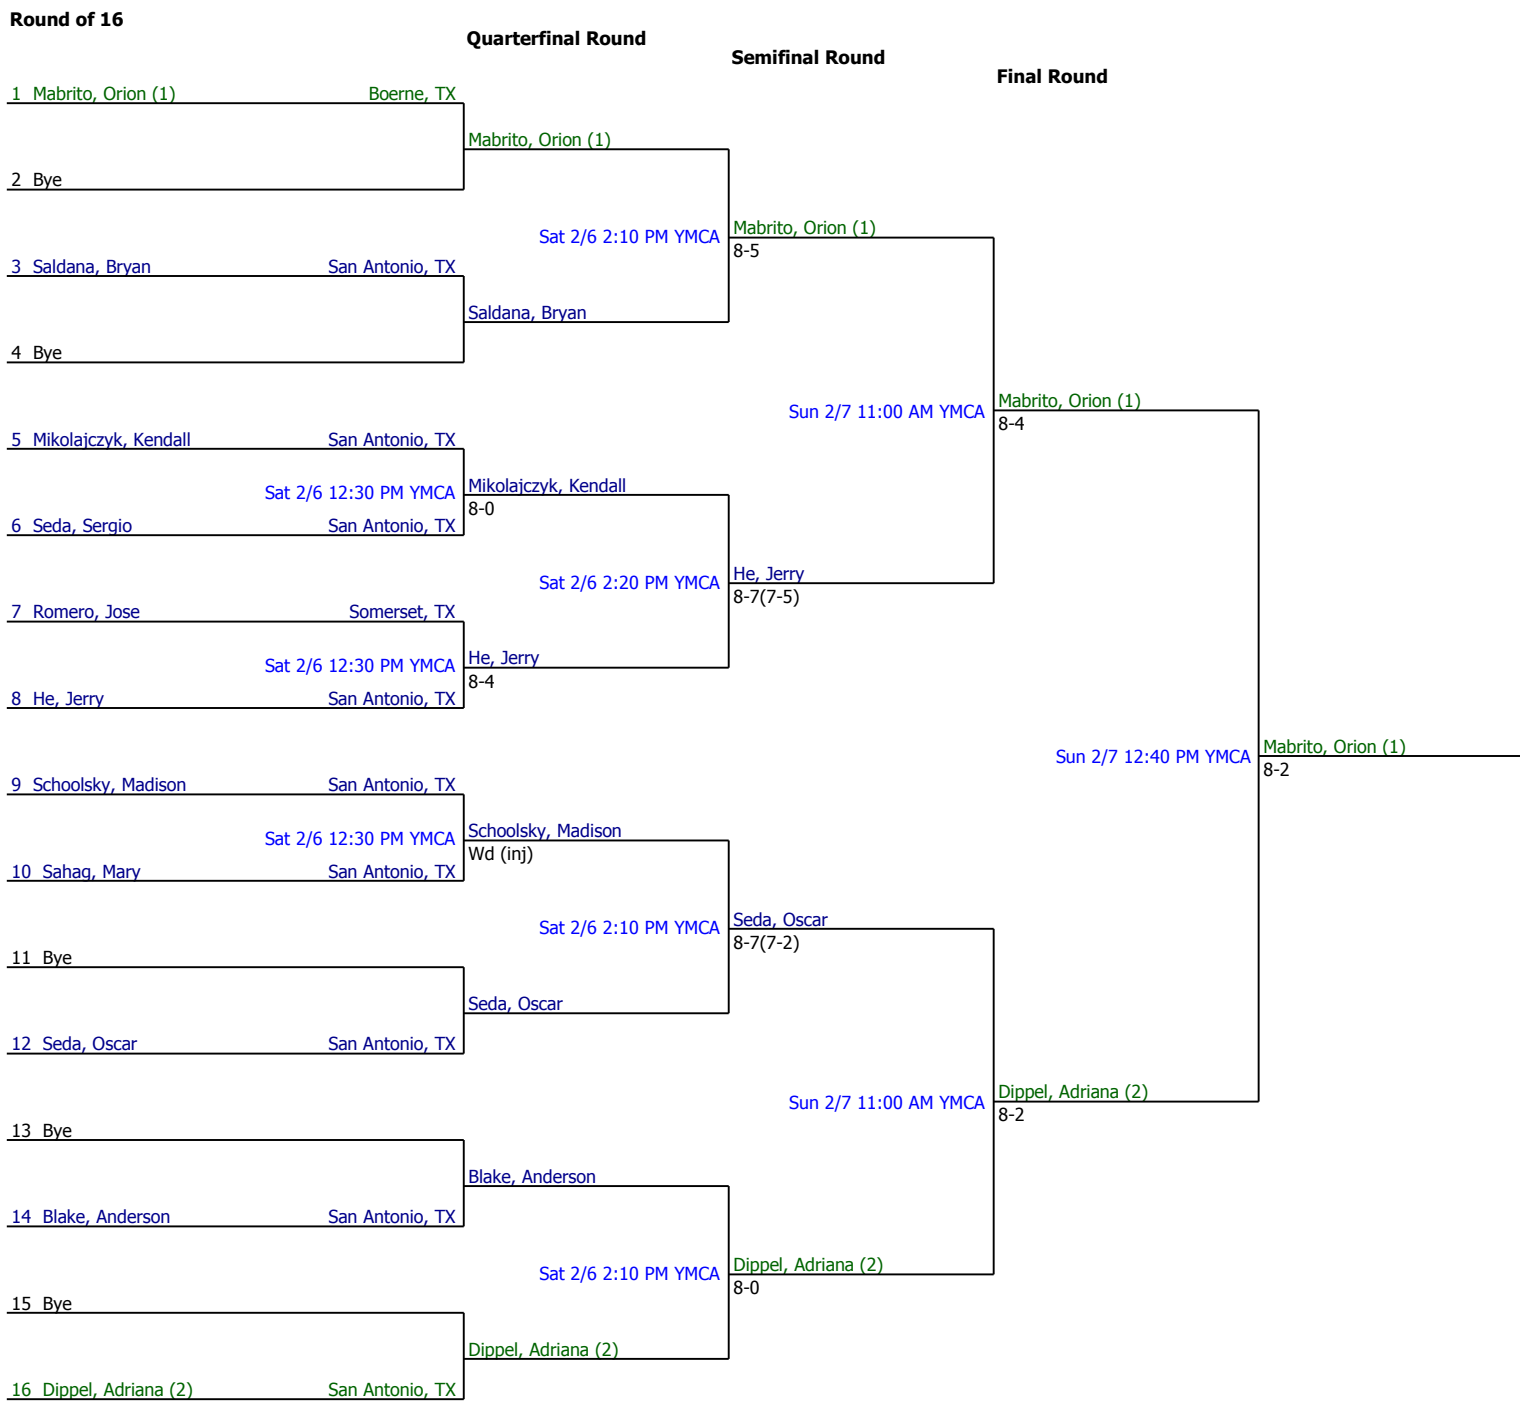 Round of 16
Quarterfinal Round
Semifinal Round
Final Round
1 Mabrito, Orion (1) Boerne, TX
Mabrito, Orion (1)
2 Bye
Sat 2/6 2:10 PM YMCA Mabrito, Orion (1)
8-5
3 Saldana, Bryan San Antonio, TX
Saldana, Bryan
4 Bye
Sun 2/7 11:00 AM YMCA Mabrito, Orion (1)
8-4
5 Mikolajczyk, Kendall San Antonio, TX
Sat 2/6 12:30 PM YMCA Mikolajczyk, Kendall
8-0
6 Seda, Sergio San Antonio, TX
Sat 2/6 2:20 PM YMCA He, Jerry
8-7(7-5)
7 Romero, Jose Somerset, TX
Sat 2/6 12:30 PM YMCA He, Jerry
8-4
8 He, Jerry San Antonio, TX
Sun 2/7 12:40 PM YMCA Mabrito, Orion (1)
8-2
9 Schoolsky, Madison San Antonio, TX
Sat 2/6 12:30 PM YMCA Schoolsky, Madison
Wd (inj)
10 Sahag, Mary San Antonio, TX
Sat 2/6 2:10 PM YMCA Seda, Oscar
8-7(7-2)
11 Bye
Seda, Oscar
12 Seda, Oscar San Antonio, TX
Sun 2/7 11:00 AM YMCA Dippel, Adriana (2)
8-2
13 Bye
Blake, Anderson
14 Blake, Anderson San Antonio, TX
Sat 2/6 2:10 PM YMCA Dippel, Adriana (2)
8-0
15 Bye
Dippel, Adriana (2)
16 Dippel, Adriana (2) San Antonio, TX